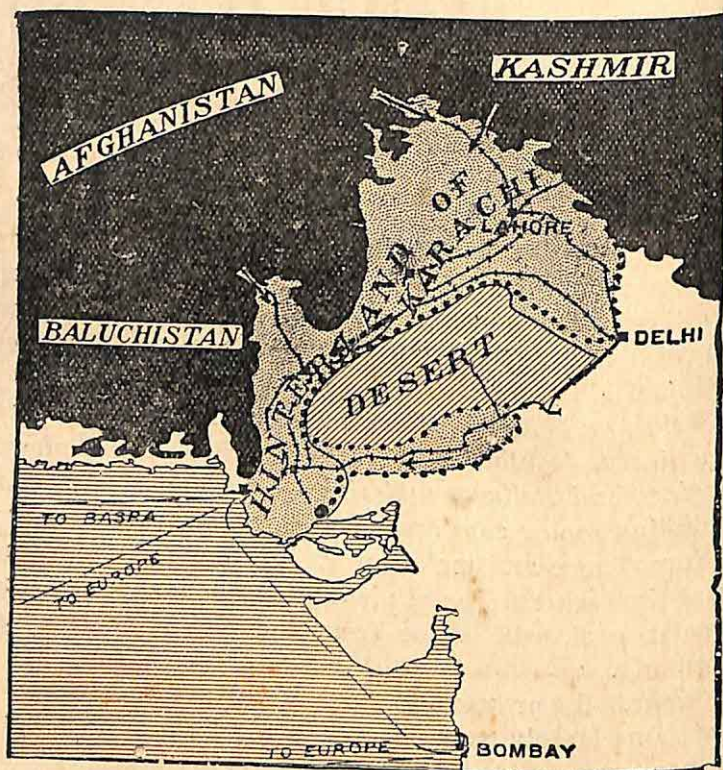 KASHMIR
AFGHANISTAN
HINTERLAND OF
KARACHI
LAHORE
BALUCHISTAN
DELHI
DESERT
TO BASRA
TO EUROPE
TO EUROPE
BOMBAY